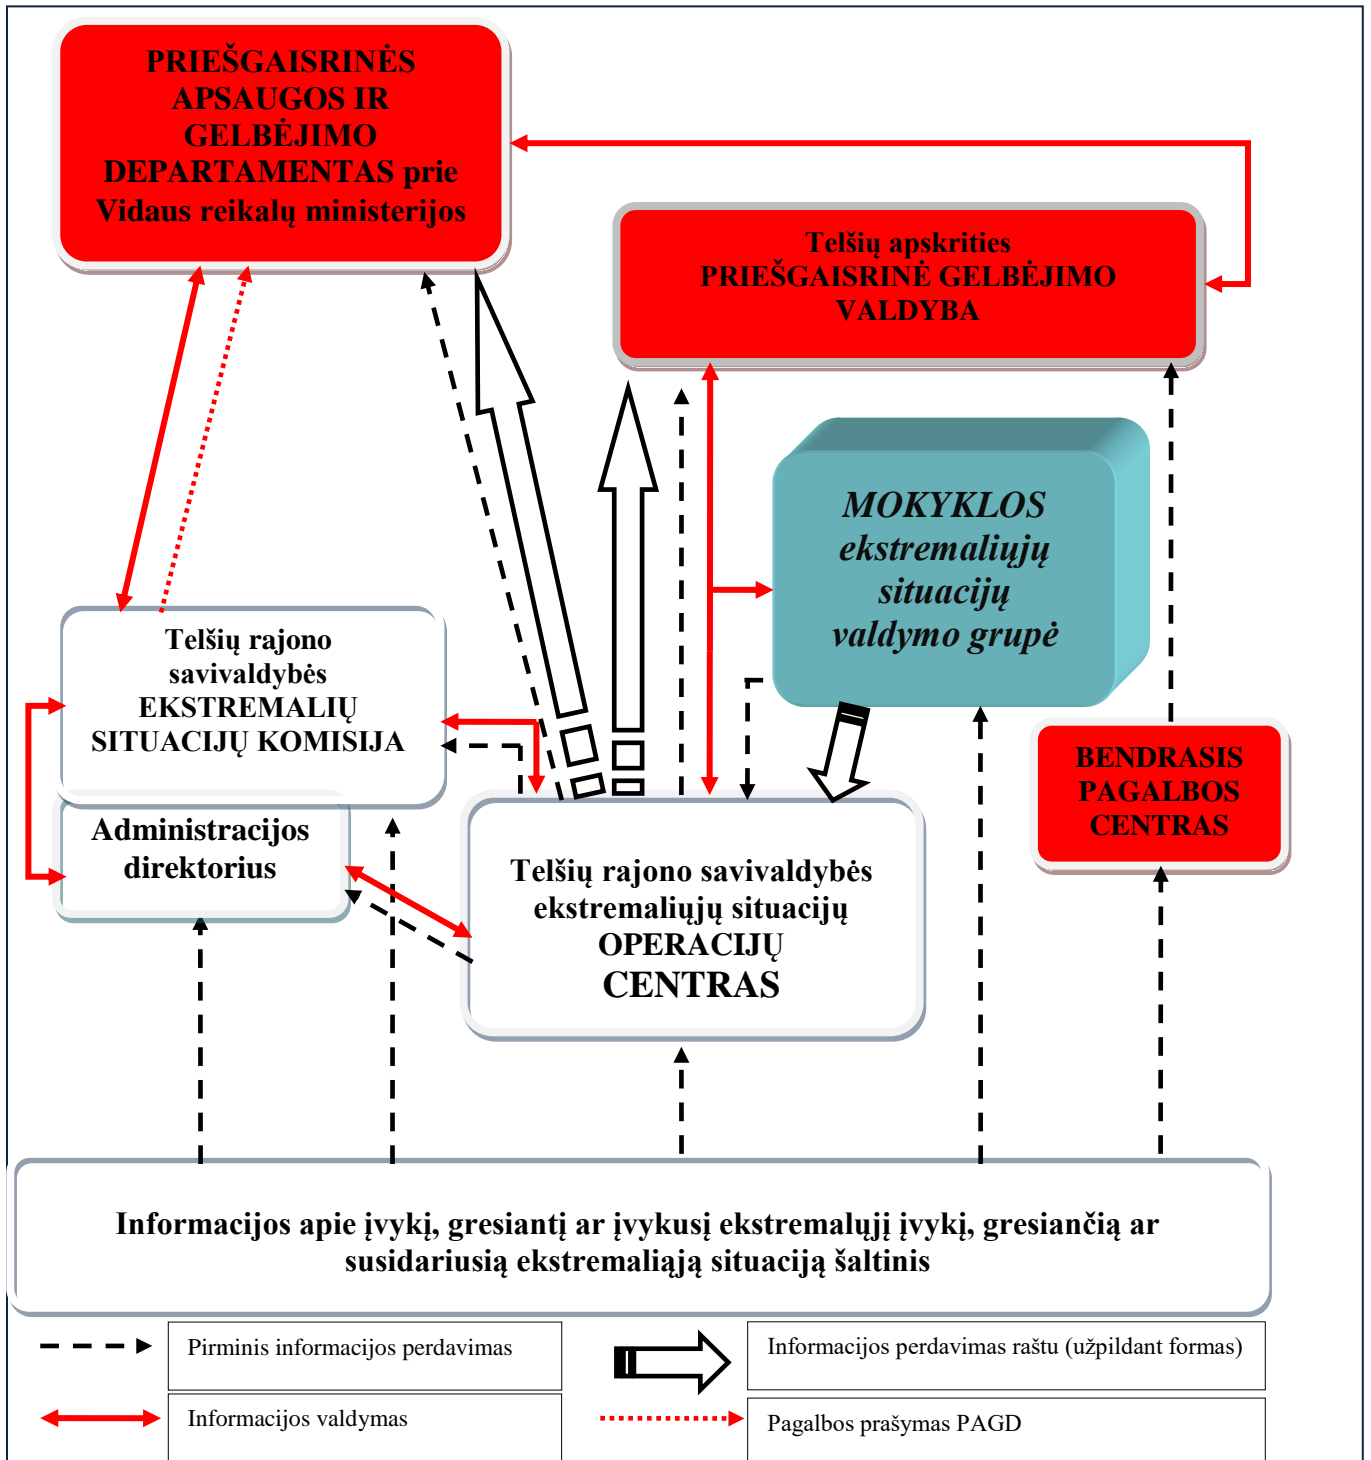 PRIEŠGAISRINĖS
APSAUGOS IR
GELBĖJIMO
DEPARTAMENTAS prie
Vidaus reikalų ministerijos
Telšių apskrities
PRIEŠGAISRINĖ GELBĖJIMO
VALDYBA
MOKYKLOS
ekstremaliųjų
situacijų
valdymo grupė
Telšių rajono
savivaldybės
EKSTREMALIŲ
SITUACIJŲ KOMISIJA
BENDRASIS
PAGALBOS
CENTRAS
Administracijos
direktorius
Telšių rajono savivaldybės
ekstremaliųjų situacijų
OPERACIJŲ
CENTRAS
Informacijos apie įvykį, gresiantį ar įvykusį ekstremalųjį įvykį, gresiančią ar
susidariusią ekstremaliąją situaciją šaltinis
Pirminis informacijos perdavimas
Informacijos perdavimas raštu (užpildant formas)
Informacijos valdymas
Pagalbos prašymas PAGD